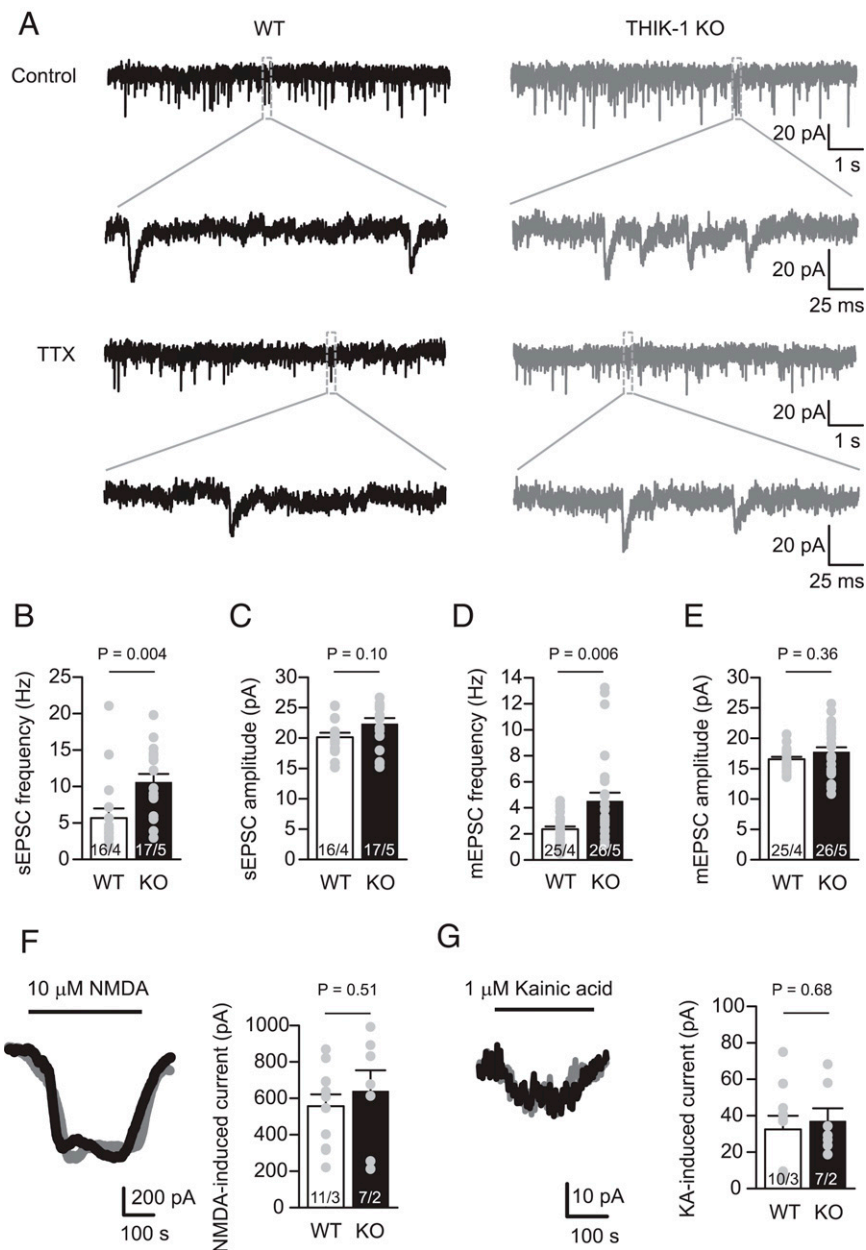 A
WT
THIK-1 KO
Control
20 pA
1 s
20 pA
25 ms
TTX
20 pA
1 s
20 pA
25 ms
B
P = 0.004
sEPSC frequency (Hz)
25
20
15
10
5
0
16/4
17/5
WT
KO
C
P = 0.10
sEPSC amplitude (pA)
30
25
20
15
10
5
0
16/4
17/5
WT
KO
D
P = 0.006
mEPSC frequency (Hz)
14
12
10
8
6
4
2
0
25/4
26/5
WT
KO
E
P = 0.36
mEPSC amplitude (pA)
30
25
20
15
10
5
0
25/4
26/5
WT
KO
F
10 μM NMDA
200 pA
100 s
P = 0.51
NMDA-induced current (pA)
1000
800
600
400
200
0
11/3
7/2
WT
KO
G
1 μM Kainic acid
10 pA
100 s
P = 0.68
KA-induced current (pA)
100
80
60
40
20
0
10/3
7/2
WT
KO